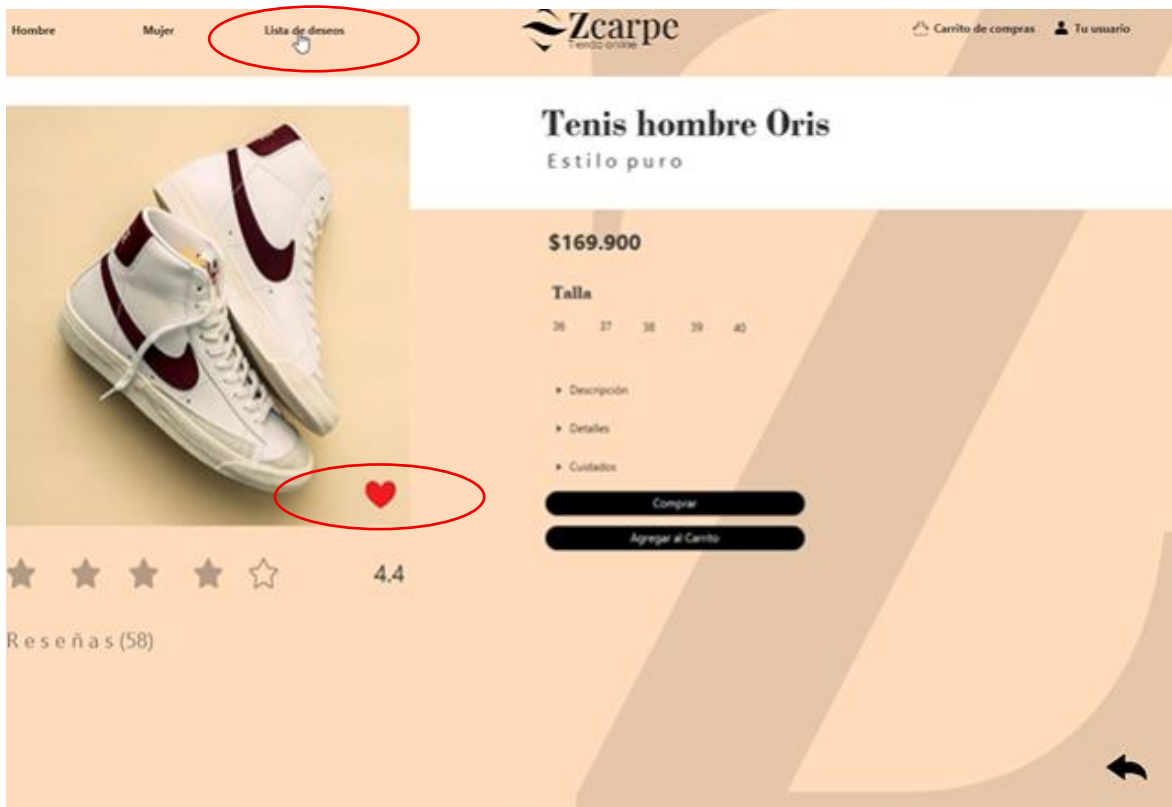 Hombre Mujer Lista de deseos
Zcarpe
Tienda online
Carrito de compras Tu usuario
Tenis hombre Oris
Estilo puro
$169.900
Talla
36 37 38 39 40
Descripción
Detalles
Cuidados
Comprar
Agregar al Carrito
4.4
Reseñas (58)